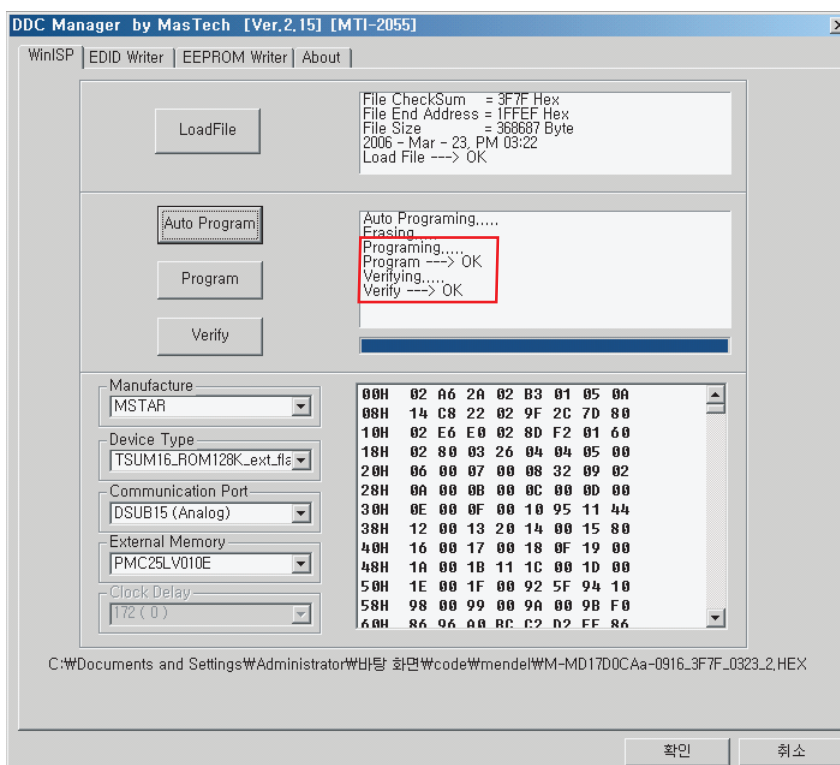 DDC Manager by MasTech [Ver,2,15] [MTI-2055]
WinISP EDID Writer EEPROM Writer About
LoadFile
File CheckSum = 3F7F Hex
File End Address = 1FFEF Hex
File Size = 368687 Byte
2006 - Mar - 23, PM 03:22
Load File ---> OK
Auto Program
Program
Verify
Auto Programing.....
Erasing.....
Programing.....
Program ---> OK
Verifying.....
Verify ---> OK
Manufacture
MSTAR
Device Type
TSUM16_ROM128K_ext_fla
Communication Port
DSUB15 (Analog)
External Memory
PMC25LV010E
Clock Delay
172 ( 0 )
00H 02 A6 2A 02 B3 01 05 0A
08H 14 C8 22 02 9F 2C 7D 80
10H 02 E6 E0 02 8D F2 01 60
18H 02 80 03 26 04 04 05 00
20H 06 00 07 00 08 32 09 02
28H 0A 00 0B 00 0C 00 0D 00
30H 0E 00 0F 00 10 95 11 44
38H 12 00 13 20 14 00 15 80
40H 16 00 17 00 18 0F 19 00
48H 1A 00 1B 11 1C 00 1D 00
50H 1E 00 1F 00 92 5F 94 10
58H 98 00 99 00 9A 00 9B F0
60H 86 96 A0 BC C2 D2 EE 86
C:₩Documents and Settings₩Administrator₩바탕 화면₩code₩mendel₩M-MD17D0CAa-0916_3F7F_0323_2,HEX
확인 취소